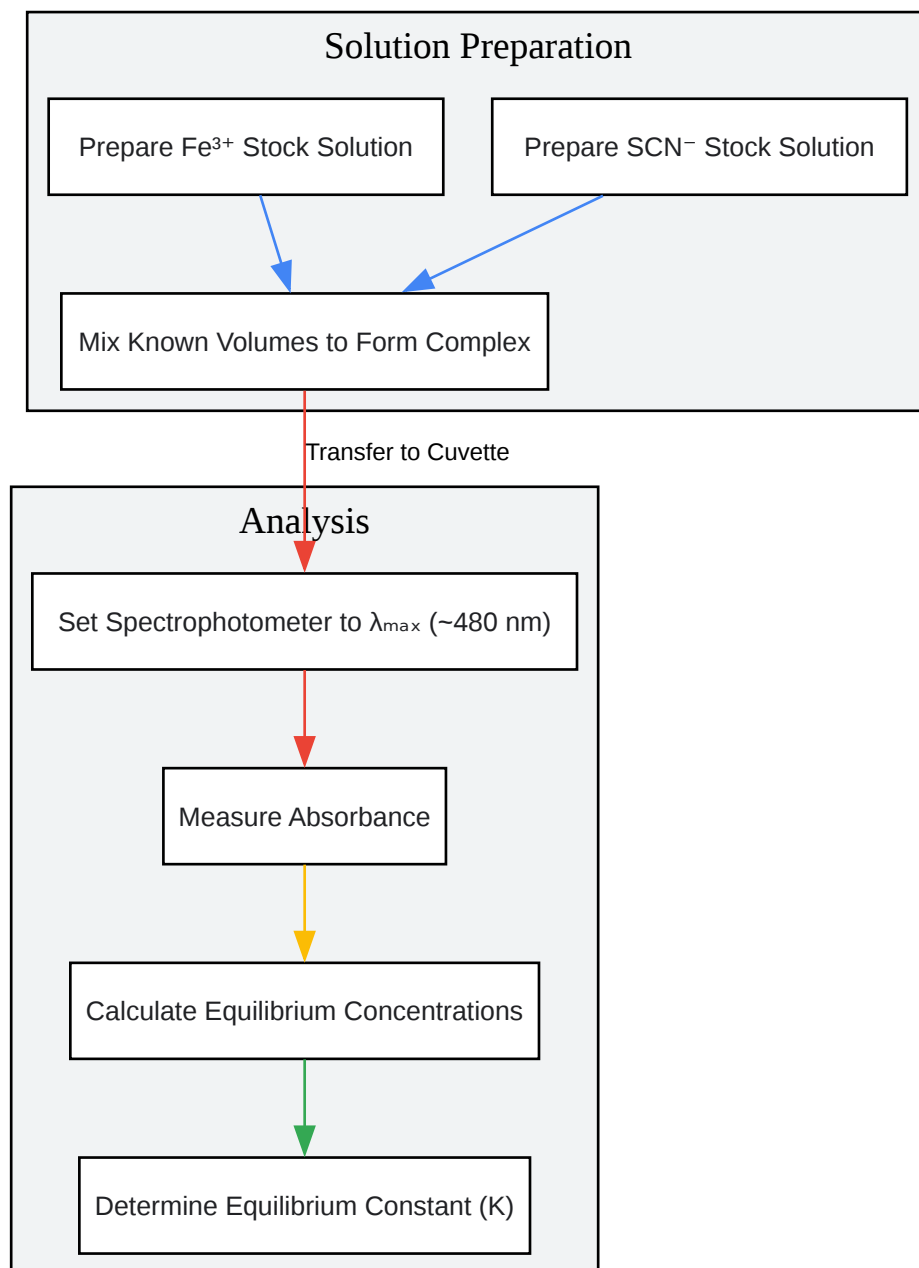 Solution Preparation
Prepare Fe³⁺ Stock Solution
Prepare SCN⁻ Stock Solution
Mix Known Volumes to Form Complex
Transfer to Cuvette
Analysis
Set Spectrophotometer to λₘₐₓ (~480 nm)
Measure Absorbance
Calculate Equilibrium Concentrations
Determine Equilibrium Constant (K)